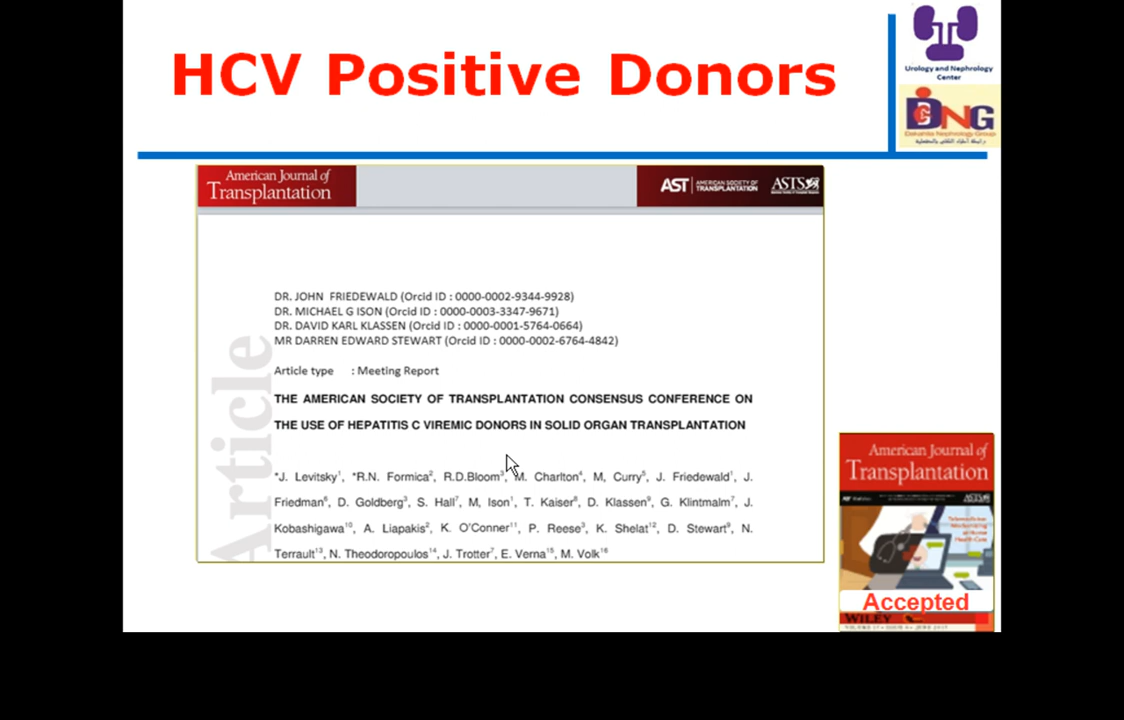 HCV Positive Donors
Urology and Nephrology
Center
DNG
Dakahlia Nephrology Group
American Journal of
Transplantation
AST AMERICAN SOCIETY OF
TRANSPLANTATION
ASTS
DR. JOHN FRIEDEWALD (Orcid ID : 0000-0002-9344-9928)
DR. MICHAEL G ISON (Orcid ID : 0000-0003-3347-9671)
DR. DAVID KARL KLASSEN (Orcid ID : 0000-0001-5764-0664)
MR DARREN EDWARD STEWART (Orcid ID : 0000-0002-6764-4842)
Article type : Meeting Report
THE AMERICAN SOCIETY OF TRANSPLANTATION CONSENSUS CONFERENCE ON
THE USE OF HEPATITIS C VIREMIC DONORS IN SOLID ORGAN TRANSPLANTATION
*J. Levitsky1, *R.N. Formica2, R.D.Bloom3, M. Charlton4, M, Curry5, J. Friedewald1, J.
Friedman6, D. Goldberg3, S. Hall7, M, Ison1, T. Kaiser8, D. Klassen9, G. Klintmalm7, J.
Kobashigawa10, A. Liapakis2, K. O'Conner11, P. Reese3, K. Shelat12, D. Stewart9, N.
Terrault13, N. Theodoropoulos14, J. Trotter7, E. Verna15, M. Volk16
Article
American Journal of
Transplantation
Accepted
WILEY